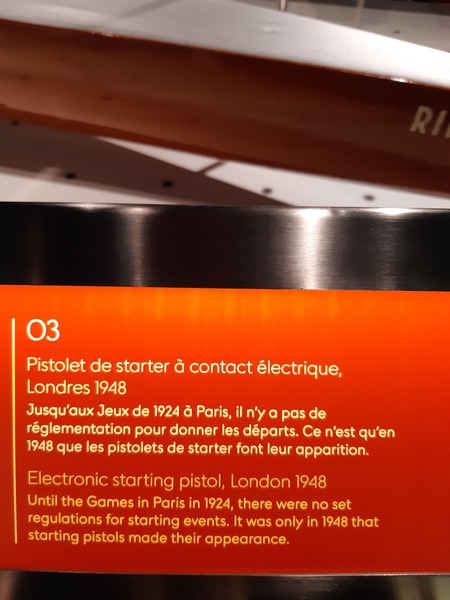 03
Pistolet de starter à contact électrique,
Londres 1948
Jusqu'aux Jeux de 1924 à Paris, il n'y a pas de
réglementation pour donner les départs. Ce n'est qu'en
1948 que les pistolets de starter font leur apparition.
Electronic starting pistol, London 1948
Until the Games in Paris in 1924, there were no set
regulations for starting events. It was only in 1948 that
starting pistols made their appearance.